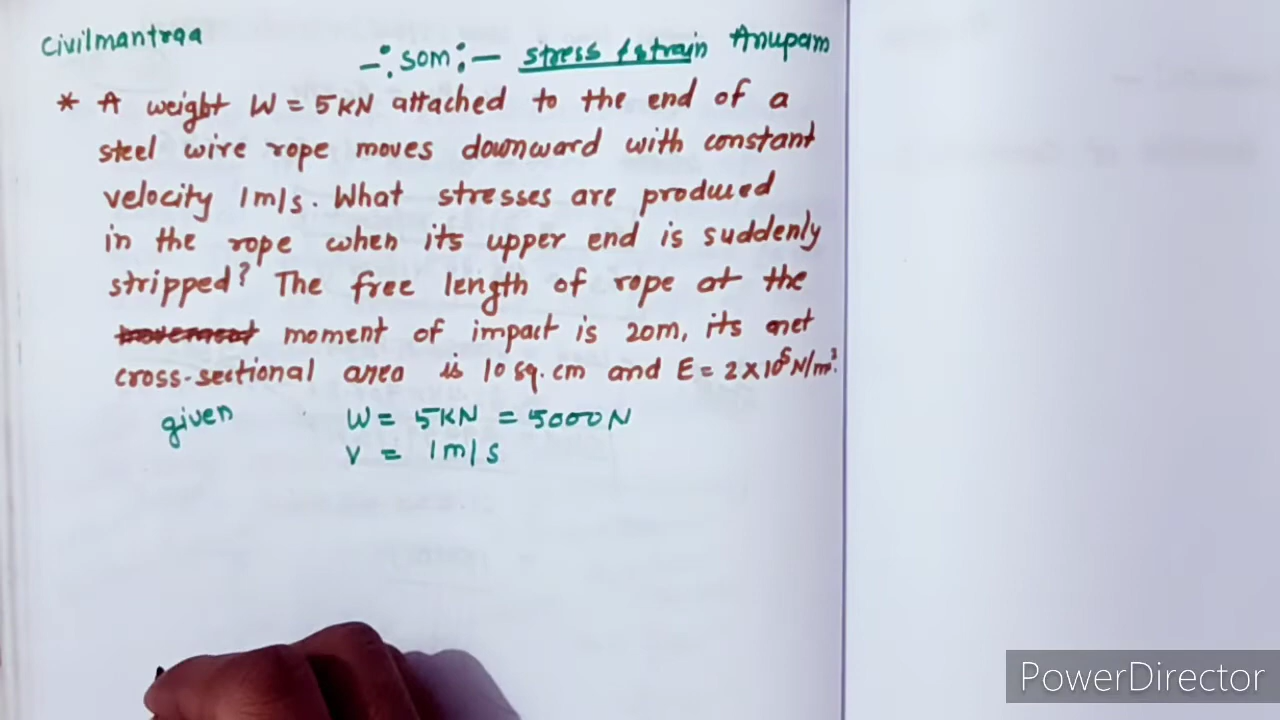 civilmantraa
-:SOM:- stress & strain Anupam
* A weight W = 5KN attached to the end of a
steel wire rope moves downward with constant
velocity 1m/s. What stresses are produced
in the rope when its upper end is suddenly
stripped? The free length of rope at the
moment of impact is 20m, its net
cross-sectional area is 10 sq.cm and E = 2×10⁵ N/m².
given W = 5KN = 5000N
V = 1m/s
PowerDirector